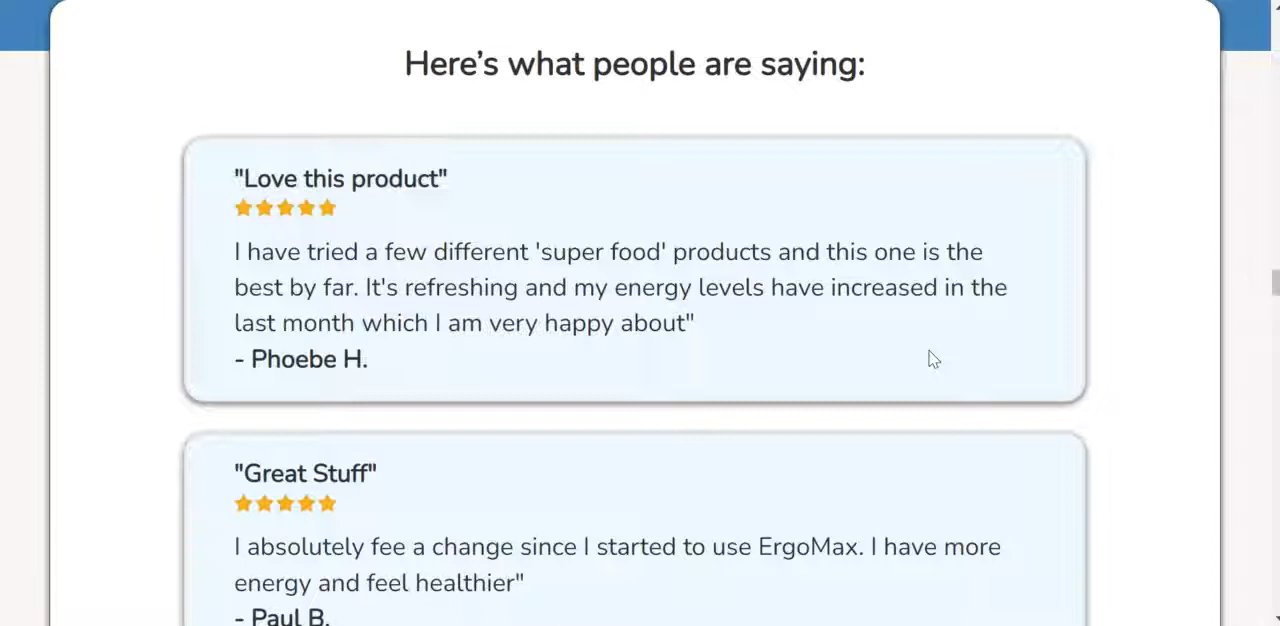 Here’s what people are saying:
"Love this product"
I have tried a few different 'super food' products and this one is the
best by far. It's refreshing and my energy levels have increased in the
last month which I am very happy about"
- Phoebe H.
"Great Stuff"
I absolutely fee a change since I started to use ErgoMax. I have more
energy and feel healthier"
- Paul B.